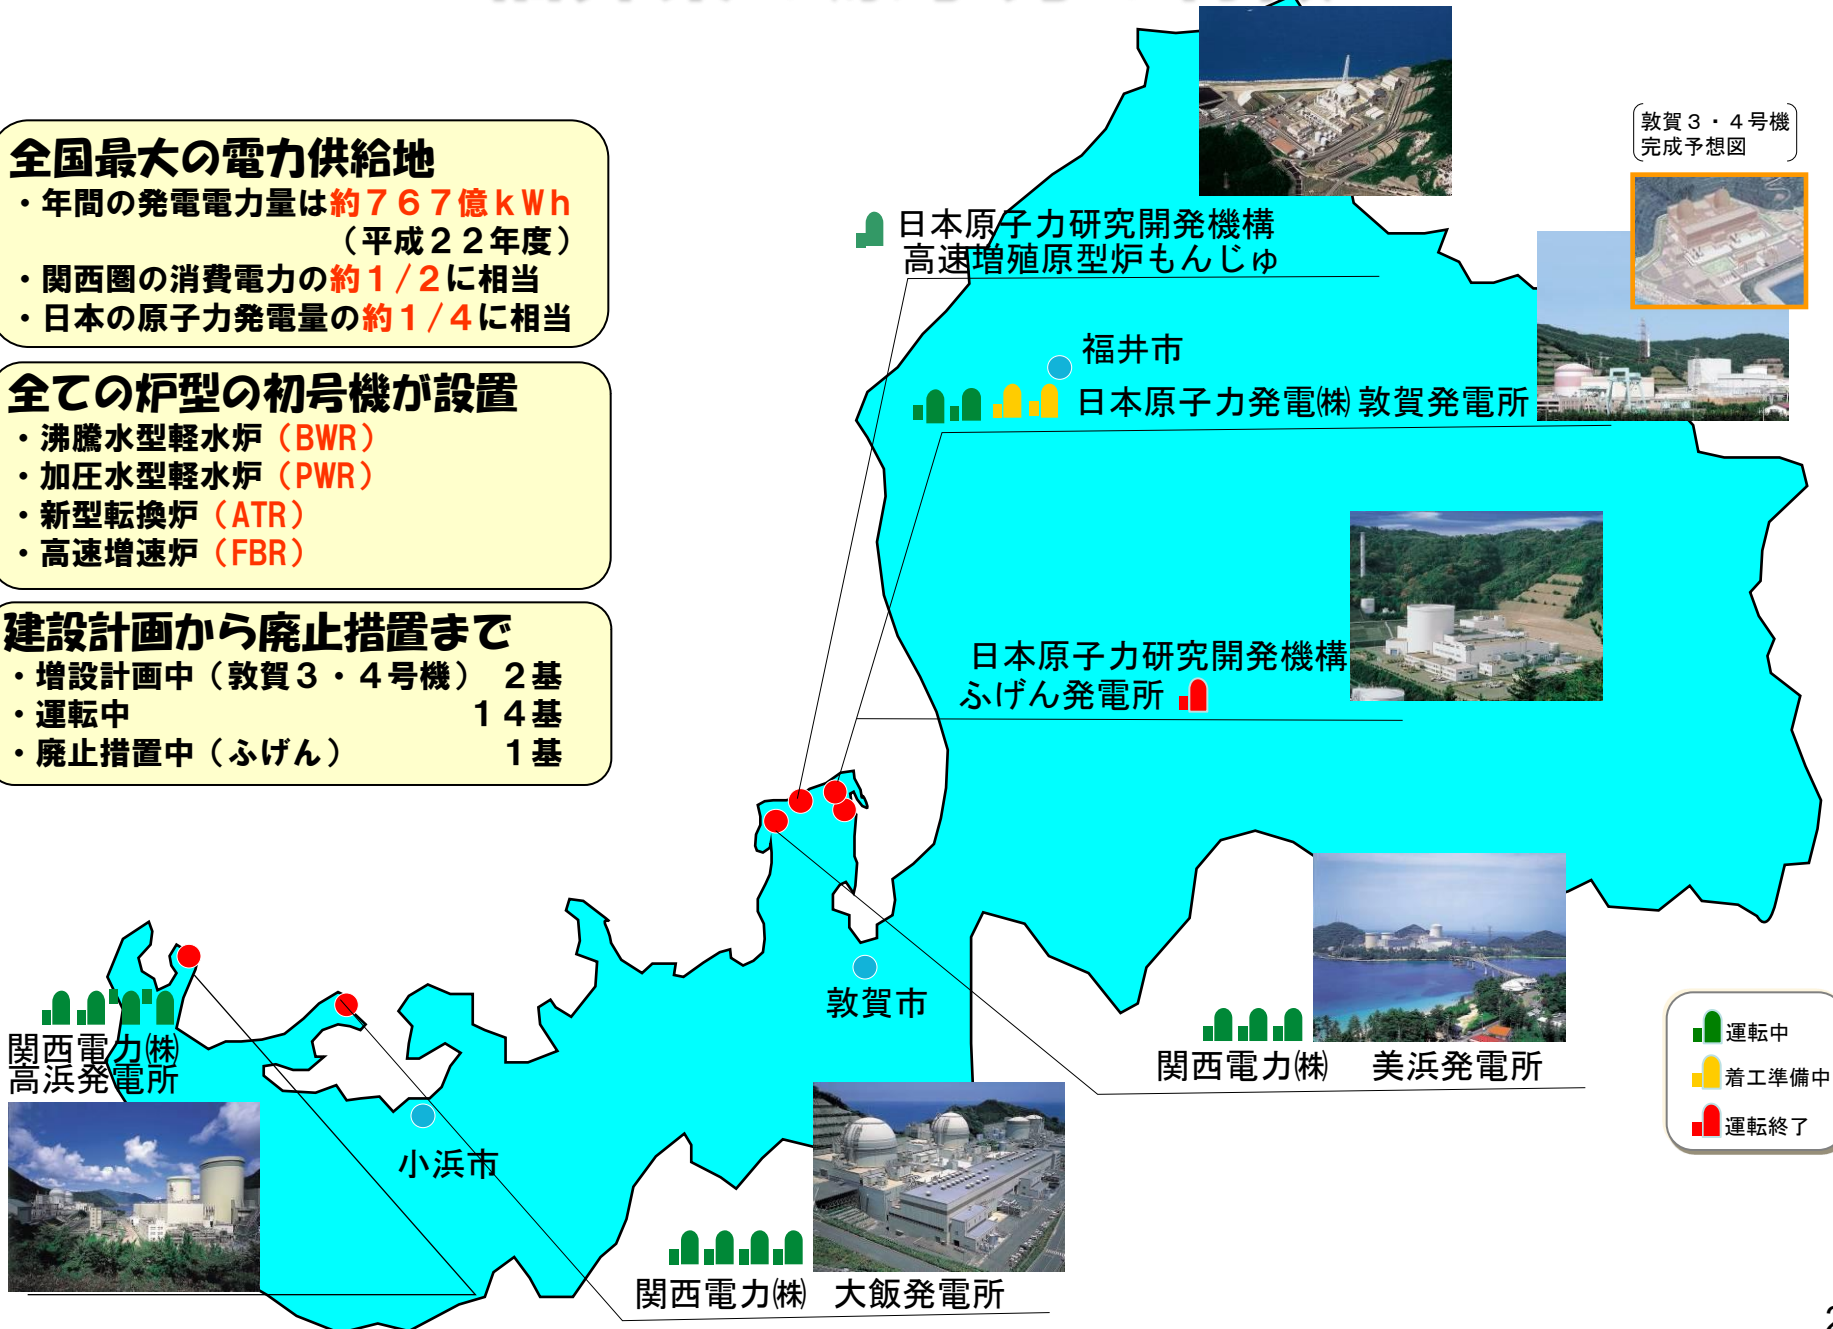 全国最大の電力供給地
・年間の発電電力量は約767億kWh
(平成22年度)
・関西圏の消費電力の約1/2に相当
・日本の原子力発電量の約1/4に相当
全ての炉型の初号機が設置
・沸騰水型軽水炉(BWR)
・加圧水型軽水炉(PWR)
・新型転換炉(ATR)
・高速増速炉(FBR)
建設計画から廃止措置まで
・増設計画中(敦賀3・4号機) 2基
・運転中 14基
・廃止措置中(ふげん) 1基
敦賀3・4号機
完成予想図
日本原子力研究開発機構
高速増殖原型炉もんじゅ
福井市
日本原子力発電㈱敦賀発電所
日本原子力研究開発機構
ふげん発電所
敦賀市
関西電力㈱ 美浜発電所
関西電力㈱
高浜発電所
小浜市
関西電力㈱ 大飯発電所
運転中
着工準備中
運転終了